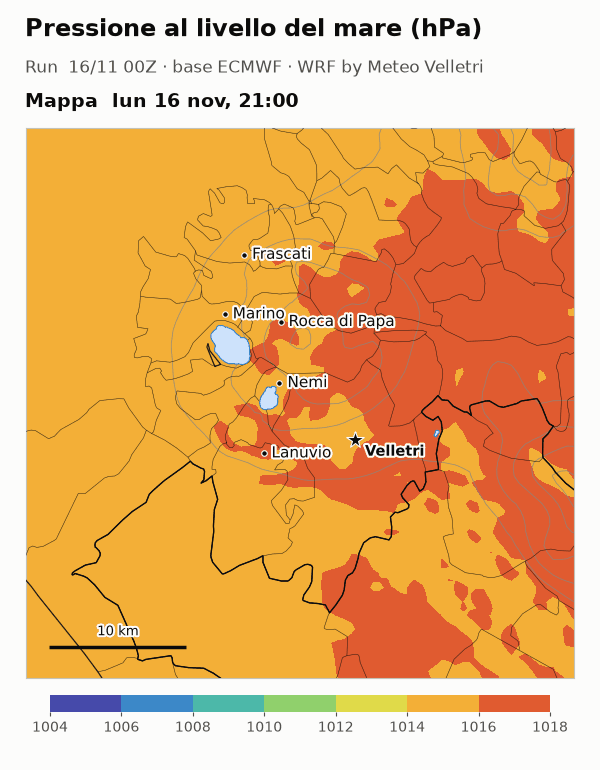 Pressione al livello del mare (hPa)
Run  16/11 00Z · base ECMWF · WRF by Meteo Velletri
Mappa  lun 16 nov, 21:00
Frascati
Marino
Rocca di Papa
Nemi
Velletri
Lanuvio
10 km
1004 1006 1008 1010 1012 1014 1016 1018